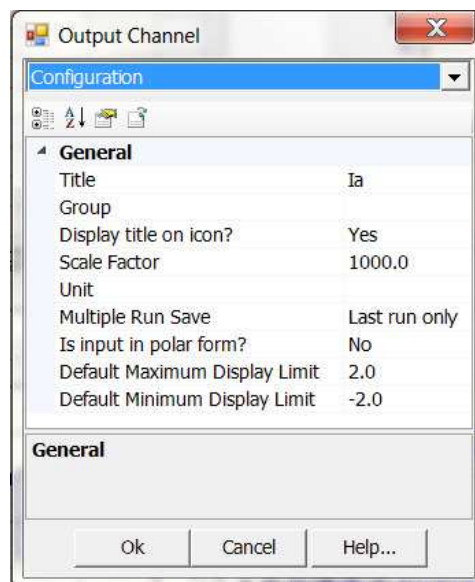 Output Channel
Configuration
General
Title Ia
Group
Display title on icon? Yes
Scale Factor 1000.0
Unit
Multiple Run Save Last run only
Is input in polar form? No
Default Maximum Display Limit 2.0
Default Minimum Display Limit -2.0
General
Ok Cancel Help...